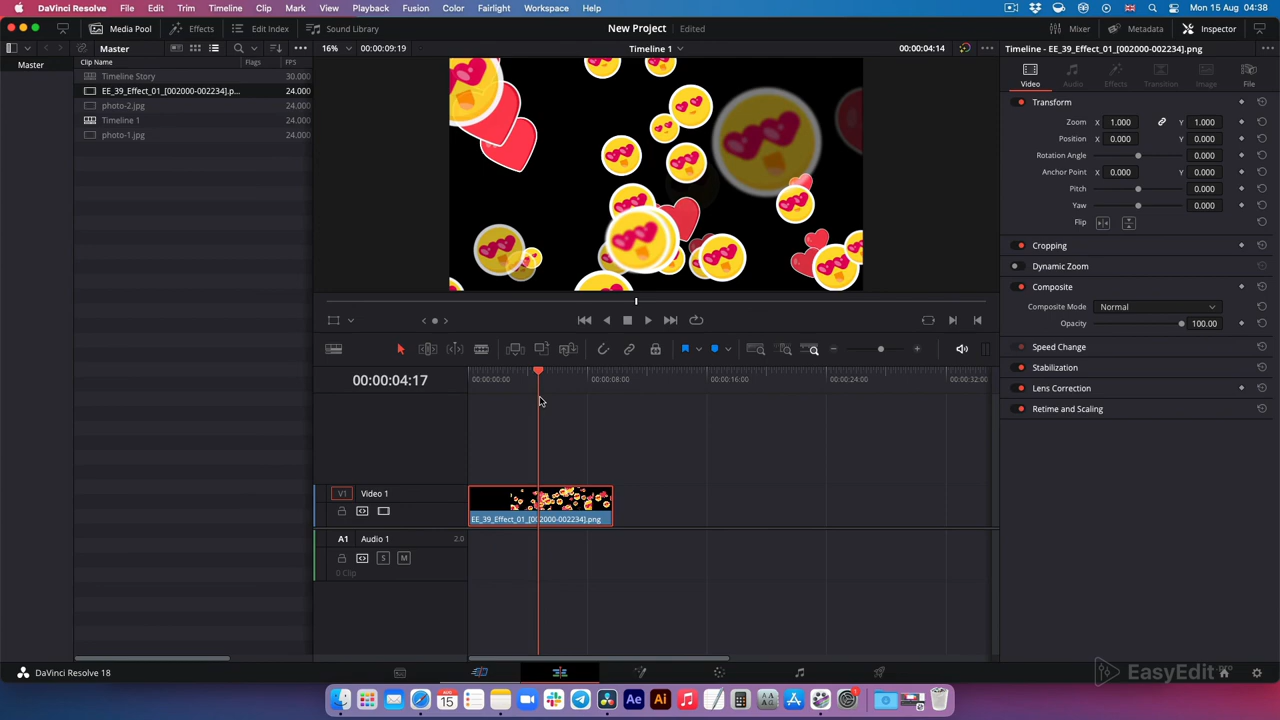 DaVinci Resolve File Edit Trim Timeline Clip Mark View Playback Fusion Color Fairlight Workspace Help Mon 15 Aug 04:38
Media Pool Effects Edit Index Sound Library New Project Edited Mixer Metadata Inspector
Master 16% 00:00:09:19 Timeline 1 00:00:04:14 Timeline - EE_39_Effect_01_[002000-002234].png
Master
Clip Name Flags FPS
Timeline Story 30.000
EE_39_Effect_01_[002000-002234].p... 24.000
photo-2.jpg 24.000
Timeline 1 24.000
photo-1.jpg 24.000
Video Audio Effects Transition Image File
Transform
Zoom X 1.000 Y 1.000
Position X 0.000 Y 0.000
Rotation Angle 0.000
Anchor Point X 0.000 Y 0.000
Pitch 0.000
Yaw 0.000
Flip
Cropping
Dynamic Zoom
Composite
Composite Mode Normal
Opacity 100.00
Speed Change
Stabilization
Lens Correction
Retime and Scaling
00:00:04:17
00:00:00:00 00:00:08:00 00:00:16:00 00:00:24:00 00:00:32:00
V1 Video 1
EE_39_Effect_01_[002000-002234].png
A1 Audio 1 2.0
S M
0 Clip
DaVinci Resolve 18
EasyEdit.pro
AUG
15
Ae Ai